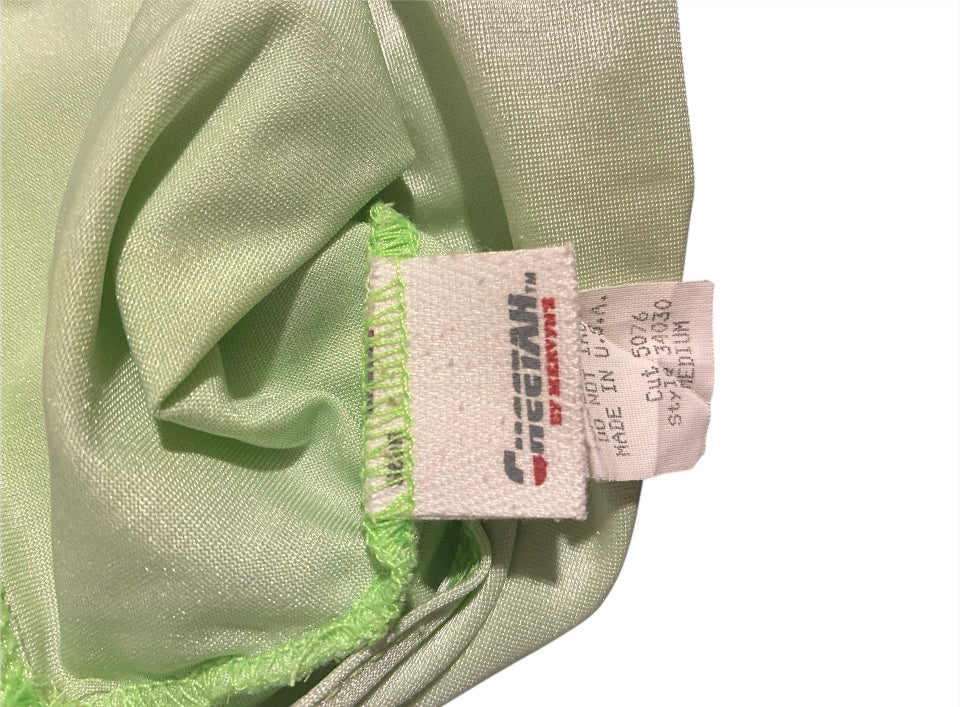 CHEETAH™
BY MERVYN'S
DO NOT
MADE IN U.S.A.
Cut 5076
Style 34030
MEDIUM